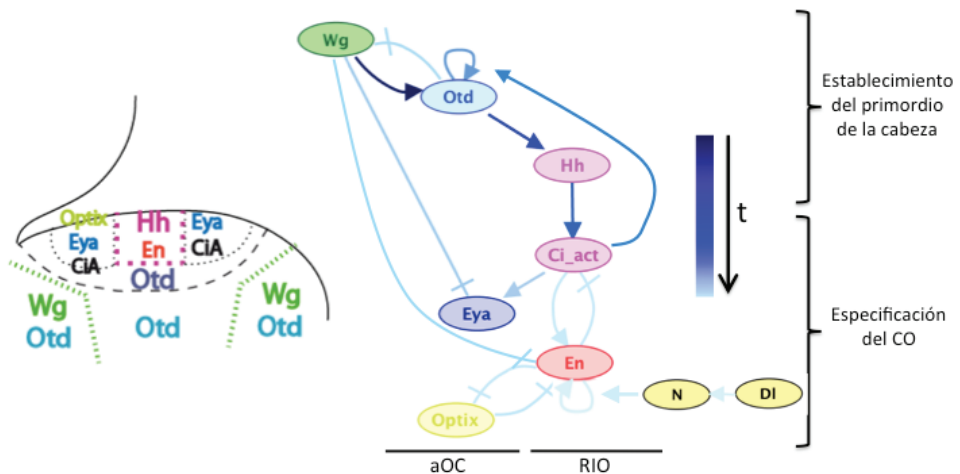 Optix
Hh
Eya
Eya
En
CiA
CiA
Otd
Wg
Wg
Otd
Otd
Otd
Wg
Otd
Hh
Ci_act
Eya
En
N
Dl
Optix
aOC
RIO
t
Establecimiento
del primordio
de la cabeza
Especificación
del CO